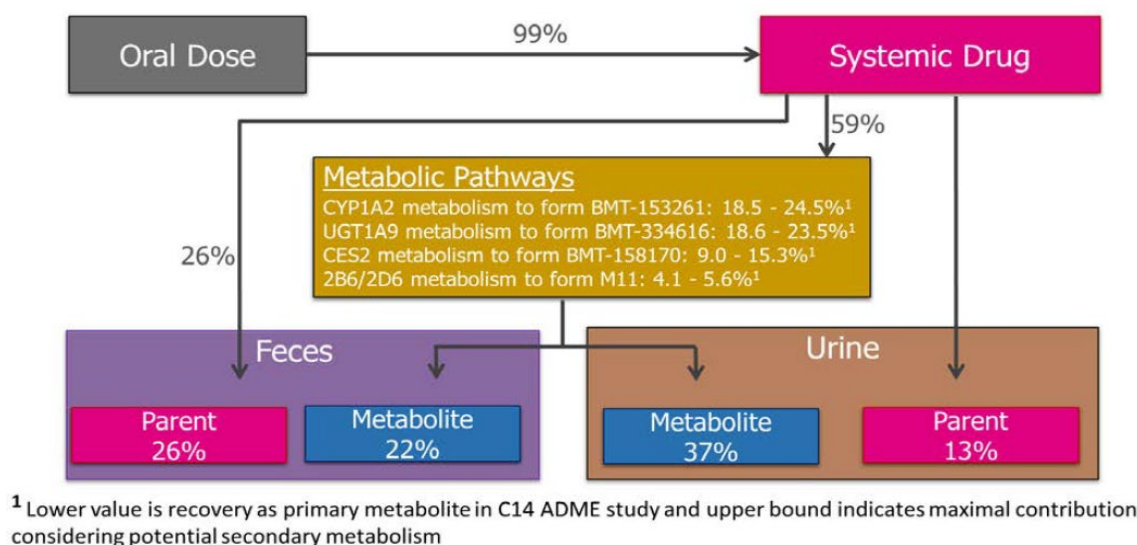 Oral Dose
99%
Systemic Drug
59%
Metabolic Pathways
CYP1A2 metabolism to form BMT-153261: 18.5 - 24.5%¹
UGT1A9 metabolism to form BMT-334616: 18.6 - 23.5%¹
CES2 metabolism to form BMT-158170: 9.0 - 15.3%¹
2B6/2D6 metabolism to form M11: 4.1 - 5.6%¹
26%
Feces
Parent
26%
Metabolite
22%
Urine
Metabolite
37%
Parent
13%
¹ Lower value is recovery as primary metabolite in C14 ADME study and upper bound indicates maximal contribution
considering potential secondary metabolism